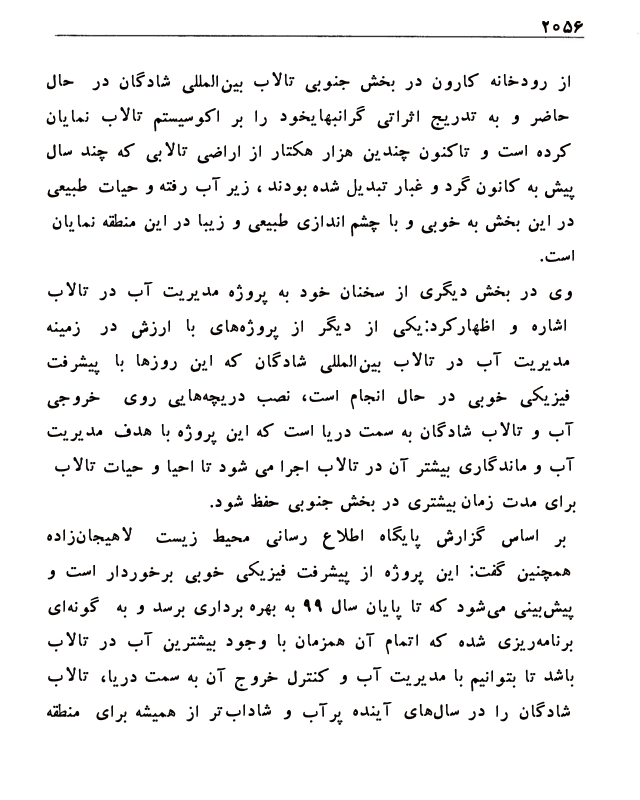 ۲۰۵۶
از رودخانه کارون در بخش جنوبی تالاب بین‌المللی شادگان در حال
حاضر و به تدریج اثراتی گرانبهایخود را بر اکوسیستم تالاب نمایان
کرده است و تاکنون چندین هزار هکتار از اراضی تالابی که چند سال
پیش به کانون گرد و غبار تبدیل شده بودند، زیر آب رفته و حیات طبیعی
در این بخش به خوبی و با چشم اندازی طبیعی و زیبا در این منطقه نمایان
است.
وی در بخش دیگری از سخنان خود به پروژه مدیریت آب در تالاب
اشاره و اظهارکرد:یکی از دیگر از پروژه‌های با ارزش در زمینه
مدیریت آب در تالاب بین‌المللی شادگان که این روزها با پیشرفت
فیزیکی خوبی در حال انجام است، نصب دریچه‌هایی روی خروجی
آب و تالاب شادگان به سمت دریا است که این پروژه با هدف مدیریت
آب و ماندگاری بیشتر آن در تالاب اجرا می شود تا احیا و حیات تالاب
برای مدت زمان بیشتری در بخش جنوبی حفظ شود.
بر اساس گزارش پایگاه اطلاع رسانی محیط زیست لاهیجان‌زاده
همچنین گفت: این پروژه از پیشرفت فیزیکی خوبی برخوردار است و
پیش‌بینی می‌شود که تا پایان سال ۹۹ به بهره برداری برسد و به گونه‌ای
برنامه‌ریزی شده که اتمام آن همزمان با وجود بیشترین آب در تالاب
باشد تا بتوانیم با مدیریت آب و کنترل خروج آن به سمت دریا، تالاب
شادگان را در سال‌های آینده پرآب و شاداب‌تر از همیشه برای منطقه